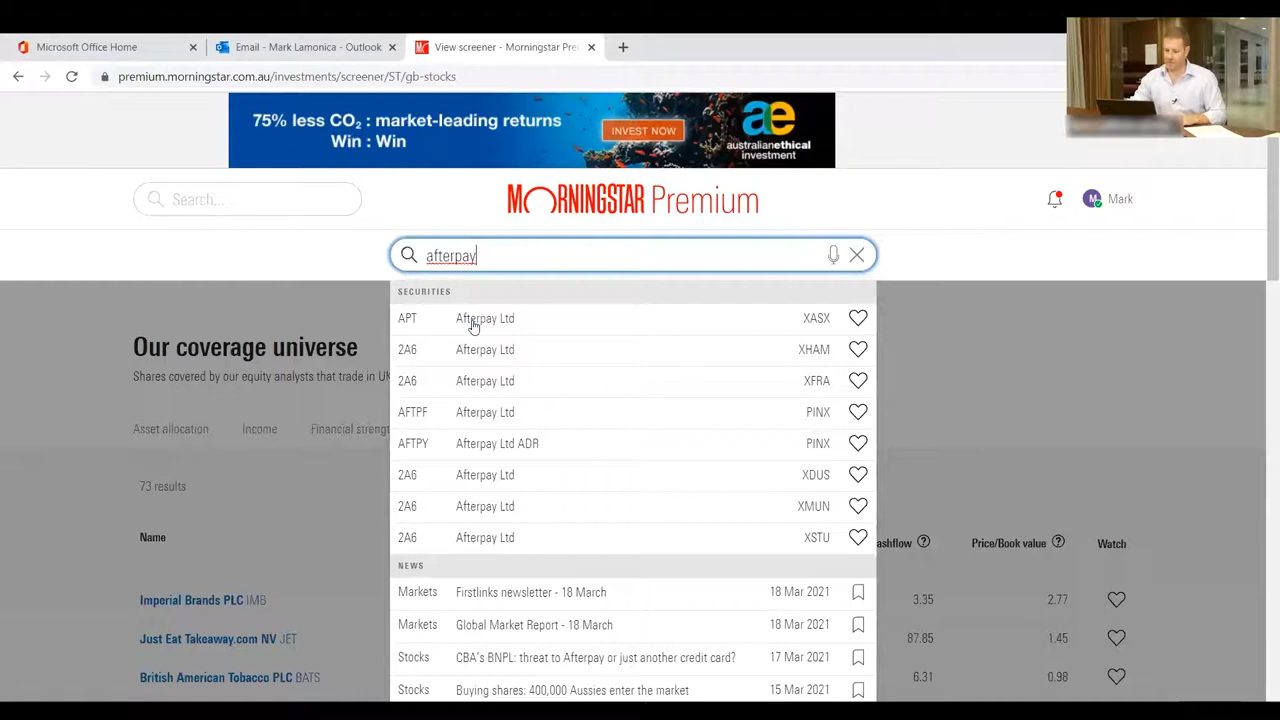 Microsoft Office Home
Email - Mark Lamonica - Outlook
View screener - Morningstar Pre
premium.morningstar.com.au/investments/screener/ST/gb-stocks
75% less CO₂ : market-leading returns
Win : Win
INVEST NOW
ae
australianethical
investment
Search...
MORNINGSTAR Premium
M
Mark
afterpay
SECURITIES
APT Afterpay Ltd XASX
2A6 Afterpay Ltd XHAM
2A6 Afterpay Ltd XFRA
AFTPF Afterpay Ltd PINX
AFTPY Afterpay Ltd ADR PINX
2A6 Afterpay Ltd XDUS
2A6 Afterpay Ltd XMUN
2A6 Afterpay Ltd XSTU
NEWS
Markets Firstlinks newsletter - 18 March 18 Mar 2021
Markets Global Market Report - 18 March 18 Mar 2021
Stocks CBA's BNPL: threat to Afterpay or just another credit card? 17 Mar 2021
Stocks Buying shares: 400,000 Aussies enter the market 15 Mar 2021
Our coverage universe
Shares covered by our equity analysts that trade in
Asset allocation Income Financial strengt
73 results
Name ashflow ? Price/Book value ? Watch
Imperial Brands PLC IMB 3.35 2.77
Just Eat Takeaway.com NV JET 87.85 1.45
British American Tobacco PLC BATS 6.31 0.98